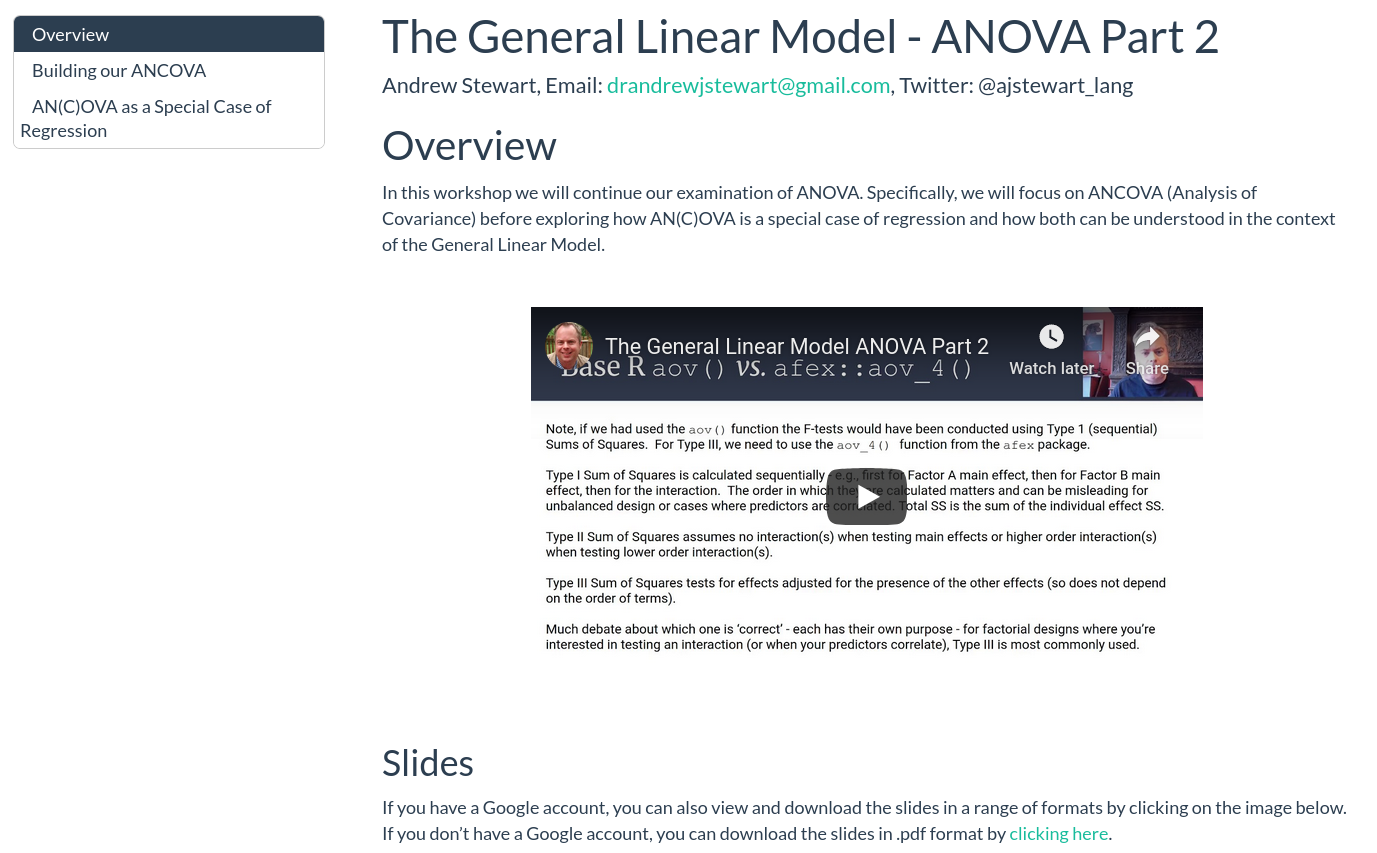 Overview
Building our ANCOVA
AN(C)OVA as a Special Case of
Regression
The General Linear Model - ANOVA Part 2
Andrew Stewart, Email: drandrewjstewart@gmail.com, Twitter: @ajstewart_lang
Overview
In this workshop we will continue our examination of ANOVA. Specifically, we will focus on ANCOVA (Analysis of
Covariance) before exploring how AN(C)OVA is a special case of regression and how both can be understood in the context
of the General Linear Model.
The General Linear Model ANOVA Part 2
Base R aov() vs. afex::aov_4()
Watch later
Share
Note, if we had used the aov() function the F-tests would have been conducted using Type 1 (sequential)
Sums of Squares. For Type III, we need to use the aov_4() function from the afex package.
Type I Sum of Squares is calculated sequentially - e.g., first for Factor A main effect, then for Factor B main
effect, then for the interaction. The order in which they are calculated matters and can be misleading for
unbalanced design or cases where predictors are correlated. Total SS is the sum of the individual effect SS.
Type II Sum of Squares assumes no interaction(s) when testing main effects or higher order interaction(s)
when testing lower order interaction(s).
Type III Sum of Squares tests for effects adjusted for the presence of the other effects (so does not depend
on the order of terms).
Much debate about which one is ‘correct’ - each has their own purpose - for factorial designs where you’re
interested in testing an interaction (or when your predictors correlate), Type III is most commonly used.
Slides
If you have a Google account, you can also view and download the slides in a range of formats by clicking on the image below.
If you don’t have a Google account, you can download the slides in .pdf format by clicking here.